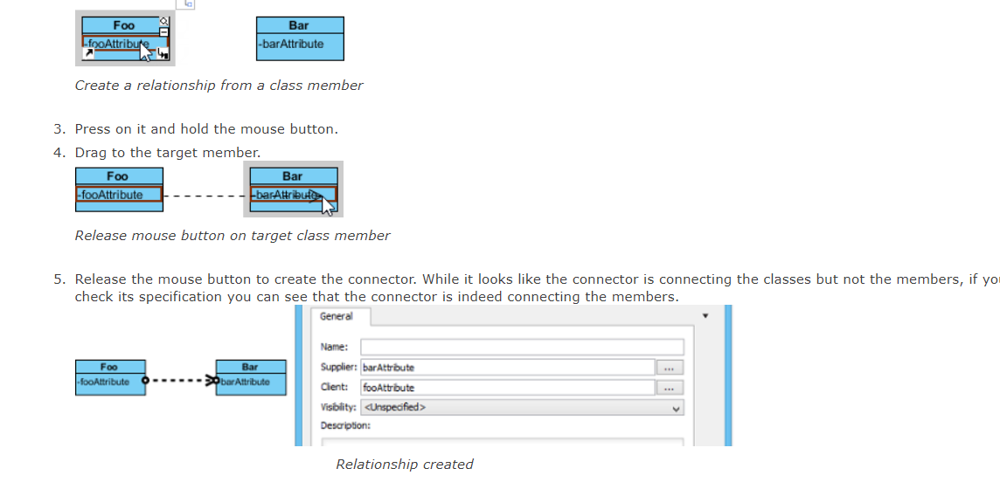 Foo
Bar
-fooAttribute
-barAttribute
Create a relationship from a class member
3. Press on it and hold the mouse button.
4. Drag to the target member.
Foo
Bar
-fooAttribute
-barAttribute
Release mouse button on target class member
5. Release the mouse button to create the connector. While it looks like the connector is connecting the classes but not the members, if yo
check its specification you can see that the connector is indeed connecting the members.
General
Name:
Foo
Bar
Supplier: barAttribute ...
-fooAttribute
barAttribute
Client: fooAttribute ...
Visibility: <Unspecified>
Description:
Relationship created